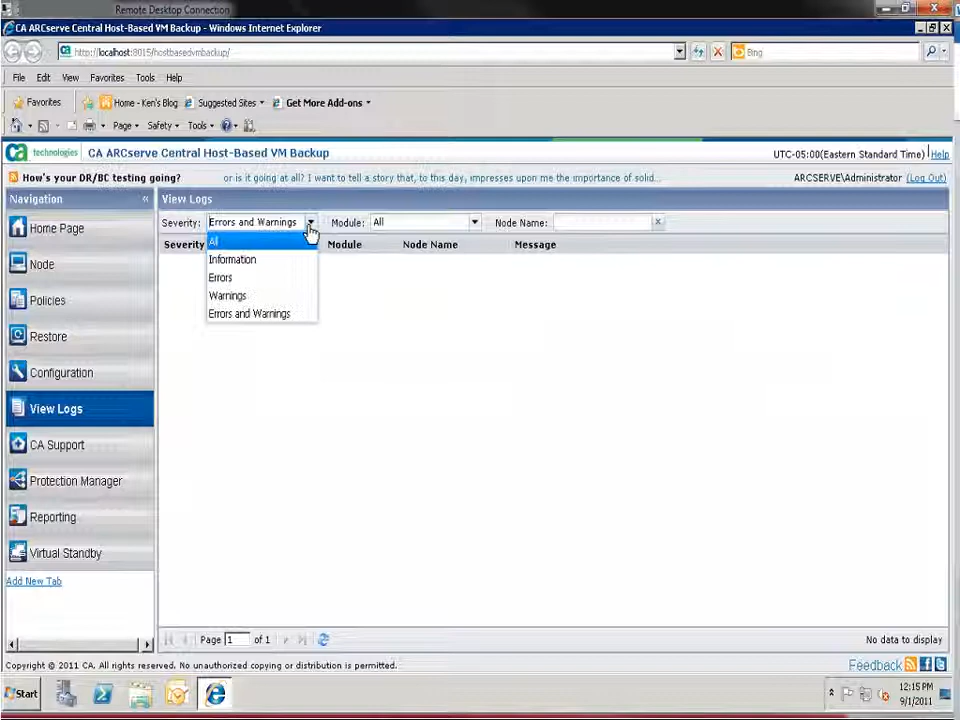 Remote Desktop Connection
CA ARCserve Central Host-Based VM Backup - Windows Internet Explorer
http://localhost:8015/hostbasedvmbackup/
Bing
File Edit View Favorites Tools Help
Favorites Home - Ken's Blog Suggested Sites Get More Add-ons
Page Safety Tools
ca technologies CA ARCserve Central Host-Based VM Backup UTC-05:00(Eastern Standard Time) Help
How's your DR/BC testing going? or is it going at all? I want to tell a story that, to this day, impresses upon me the importance of solid... ARCSERVE\Administrator (Log Out)
Navigation « View Logs
Severity: Errors and Warnings Module: All Node Name:
Severity Module Node Name Message
All
Information
Errors
Warnings
Errors and Warnings
Home Page
Node
Policies
Restore
Configuration
View Logs
CA Support
Protection Manager
Reporting
Virtual Standby
Add New Tab
Page 1 of 1 No data to display
Copyright © 2011 CA. All rights reserved. No unauthorized copying or distribution is permitted. Feedback
Start 12:15 PM
9/1/2011